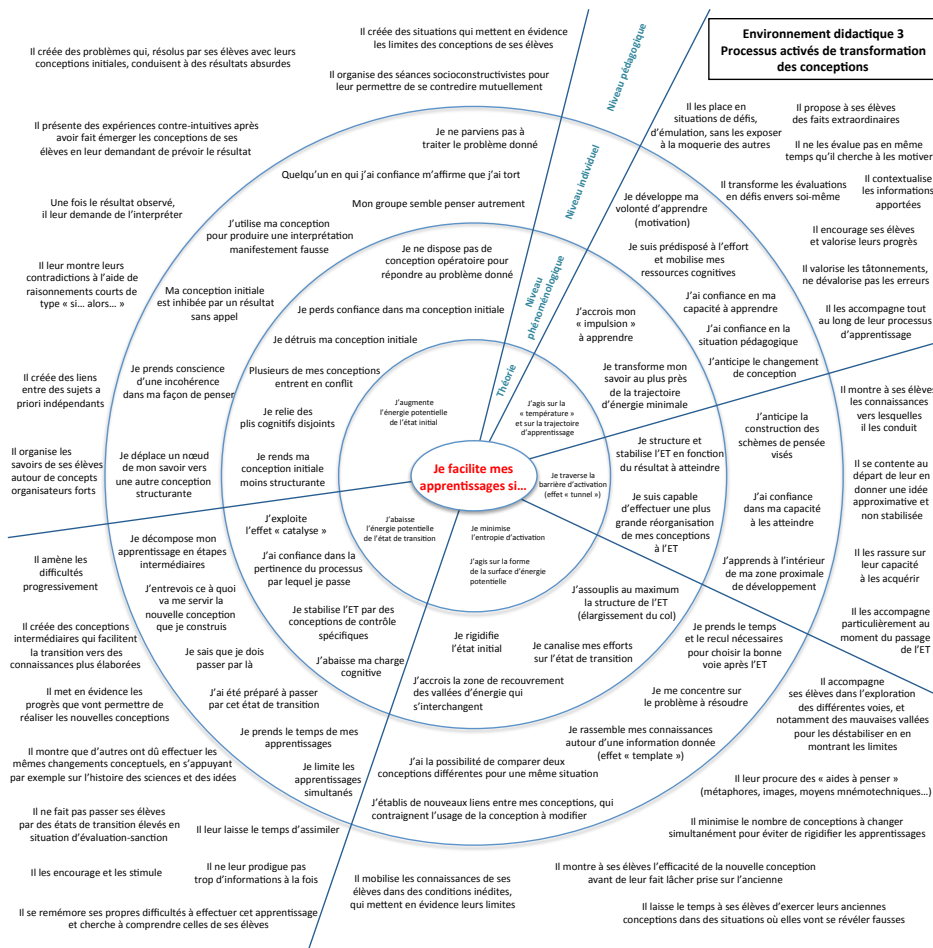 Environnement didactique 3
Processus activés de transformation
des conceptions
Niveau pédagogique
Niveau individuel
Niveau
phénoménologique
Théorie
Je facilite mes
apprentissages si...
Il créée des situations qui mettent en évidence
les limites des conceptions de ses élèves
Il créée des problèmes qui, résolus par ses élèves avec leurs
conceptions initiales, conduisent à des résultats absurdes
Il organise des séances socioconstructivistes pour
leur permettre de se contredire mutuellement
Il présente des expériences contre-intuitives après
avoir fait émerger les conceptions de ses
élèves en leur demandant de prévoir le résultat
Une fois le résultat observé,
il leur demande de l'interpréter
Il leur montre leurs
contradictions à l'aide de
raisonnements courts de
type « si... alors... »
Il créée des liens
entre des sujets a
priori indépendants
Il organise les
savoirs de ses élèves
autour de concepts
organisateurs forts
Je ne parviens pas à
traiter le problème donné
Quelqu'un en qui j'ai confiance m'affirme que j'ai tort
Mon groupe semble penser autrement
J'utilise ma conception
pour produire une interprétation
manifestement fausse
Ma conception initiale
est inhibée par un résultat
sans appel
Je prends conscience
d'une incohérence
dans ma façon de penser
Je déplace un nœud
de mon savoir vers
une autre conception
structurante
Je ne dispose pas de
conception opératoire pour
répondre au problème donné
Je perds confiance dans ma conception initiale
Je détruis ma conception initiale
Plusieurs de mes conceptions
entrent en conflit
Je relie des
plis cognitifs disjoints
Je rends ma
conception initiale
moins structurante
J'augmente
l'énergie potentielle
de l'état initial
Il les place en
situations de défis,
d'émulation, sans les exposer
à la moquerie des autres
Il propose à ses élèves
des faits extraordinaires
Il ne les évalue pas en même
temps qu'il cherche à les motiver
Il transforme les évaluations
en défis envers soi-même
Il contextualise
les informations
apportées
Il encourage ses élèves
et valorise leurs progrès
Il valorise les tâtonnements,
ne dévalorise pas les erreurs
Il les accompagne tout
au long de leur processus
d'apprentissage
Je développe ma
volonté d'apprendre
(motivation)
Je suis prédisposé à l'effort
et mobilise mes
ressources cognitives
J'ai confiance en ma
capacité à apprendre
J'ai confiance en la
situation pédagogique
J'anticipe le changement
de conception
J'accrois mon
« impulsion »
à apprendre
Je transforme mon
savoir au plus près
de la trajectoire
d'énergie minimale
J'agis sur la
« température »
et sur la trajectoire
d'apprentissage
Il montre à ses élèves
les connaissances
vers lesquelles
il les conduit
Il se contente au
départ de leur en
donner une idée
approximative et
non stabilisée
Il les rassure sur
leur capacité
à les acquérir
Il les accompagne
particulièrement au
moment du passage
de l'ET
J'anticipe la
construction des
schèmes de pensée
visés
J'ai confiance
dans ma capacité
à les atteindre
J'apprends à l'intérieur
de ma zone proximale
de développement
Je structure et
stabilise l'ET en fonction
du résultat à atteindre
Je suis capable
d'effectuer une plus
grande réorganisation
de mes conceptions
à l'ET
Je traverse la
barrière d'activation
(effet « tunnel »)
Je minimise
l'entropie d'activation
J'agis sur la forme
de la surface d'énergie
potentielle
J'assouplis au maximum
la structure de l'ET
(élargissement du col)
Je rigidifie
l'état initial
Je canalise mes efforts
sur l'état de transition
J'accrois la zone de recouvrement
des vallées d'énergie qui
s'interchangent
Je prends le temps
et le recul nécessaires
pour choisir la bonne
voie après l'ET
Je me concentre sur
le problème à résoudre
Je rassemble mes connaissances
autour d'une information donnée
(effet « template »)
J'ai la possibilité de comparer deux
conceptions différentes pour une même situation
J'établis de nouveaux liens entre mes conceptions, qui
contraignent l'usage de la conception à modifier
Il accompagne
ses élèves dans l'exploration
des différentes voies, et
notamment des mauvaises vallées
pour les déstabiliser en en
montrant les limites
Il leur procure des « aides à penser »
(métaphores, images, moyens mnémotechniques...)
Il minimise le nombre de conceptions à changer
simultanément pour éviter de rigidifier les apprentissages
Il montre à ses élèves l'efficacité de la nouvelle conception
avant de leur fait lâcher prise sur l'ancienne
Il mobilise les connaissances de ses
élèves dans des conditions inédites,
qui mettent en évidence leurs limites
Il laisse le temps à ses élèves d'exercer leurs anciennes
conceptions dans des situations où elles vont se révéler fausses
J'abaisse
l'énergie potentielle
de l'état de transition
J'exploite
l'effet « catalyse »
J'ai confiance dans la
pertinence du processus
par lequel je passe
Je stabilise l'ET par des
conceptions de contrôle
spécifiques
J'abaisse ma charge
cognitive
Je décompose mon
apprentissage en étapes
intermédiaires
J'entrevois ce à quoi
va me servir la
nouvelle conception
que je construis
Je sais que je dois
passer par là
J'ai été préparé à passer
par cet état de transition
Je prends le temps de mes
apprentissages
Je limite les
apprentissages
simultanés
Il amène les
difficultés
progressivement
Il créée des conceptions
intermédiaires qui facilitent
la transition vers des
connaissances plus élaborées
Il met en évidence les
progrès que vont permettre de
réaliser les nouvelles conceptions
Il montre que d'autres ont dû effectuer les
mêmes changements conceptuels, en s'appuyant
par exemple sur l'histoire des sciences et des idées
Il ne fait pas passer ses élèves
par des états de transition élevés en
situation d'évaluation-sanction
Il leur laisse le temps d'assimiler
Il les encourage et les stimule
Il ne leur prodigue pas
trop d'informations à la fois
Il se remémore ses propres difficultés à effectuer cet apprentissage
et cherche à comprendre celles de ses élèves